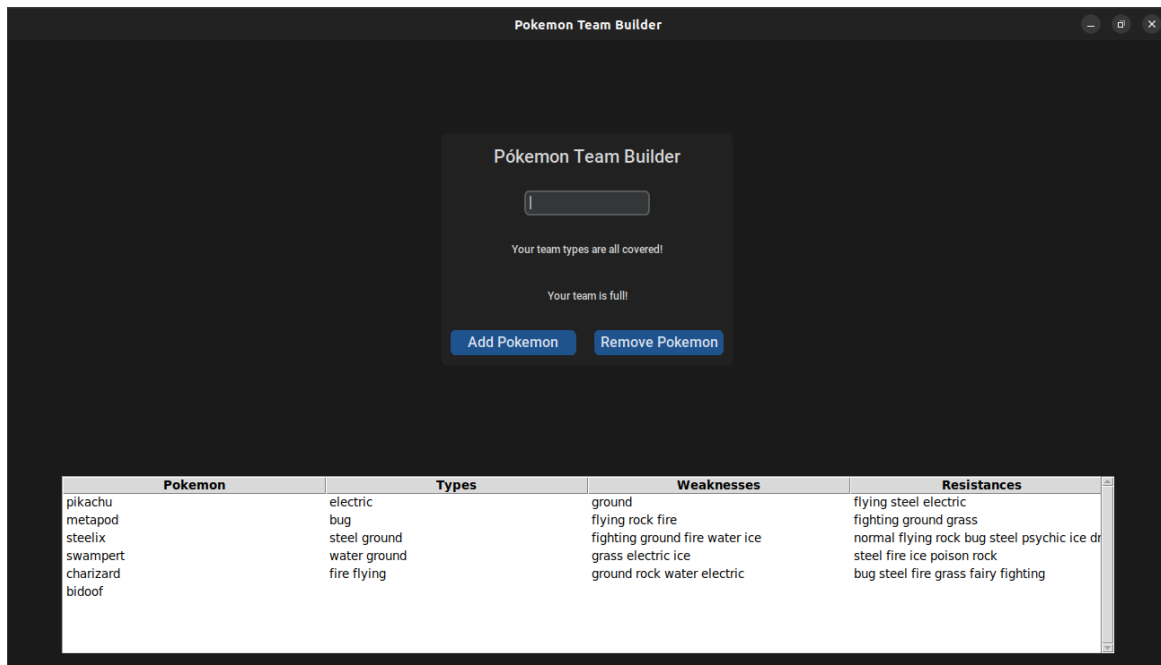 Pokemon Team Builder
Pókemon Team Builder
Your team types are all covered!
Your team is full!
Add Pokemon Remove Pokemon
Pokemon Types Weaknesses Resistances
pikachu electric ground flying steel electric
metapod bug flying rock fire fighting ground grass
steelix steel ground fighting ground fire water ice normal flying rock bug steel psychic ice dr
swampert water ground grass electric ice steel fire ice poison rock
charizard fire flying ground rock water electric bug steel fire grass fairy fighting
bidoof